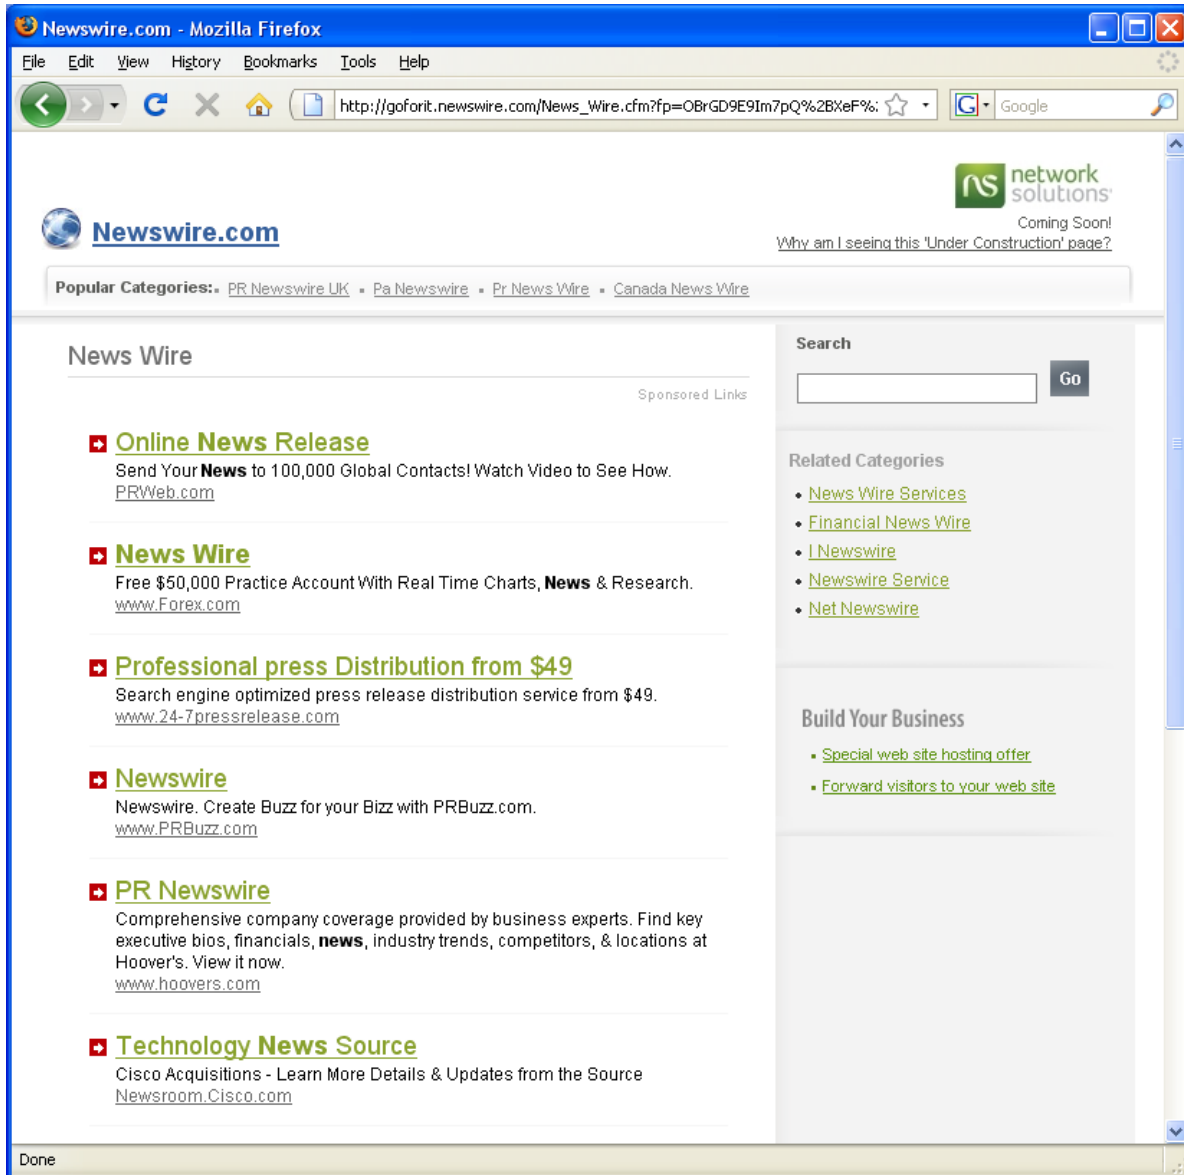 Newswire.com - Mozilla Firefox
File Edit View History Bookmarks Tools Help
http://goforit.newswire.com/News_Wire.cfm?fp=OBrGD9E9Im7pQ%2BXeF%: G Google
ns network solutions
Coming Soon!
Newswire.com
Why am I seeing this 'Under Construction' page?
Popular Categories: PR Newswire UK Pa Newswire Pr News Wire Canada News Wire
News Wire
Sponsored Links
Online News Release
Send Your News to 100,000 Global Contacts! Watch Video to See How.
PRWeb.com
News Wire
Free $50,000 Practice Account With Real Time Charts, News & Research.
www.Forex.com
Professional press Distribution from $49
Search engine optimized press release distribution service from $49.
www.24-7pressrelease.com
Newswire
Newswire. Create Buzz for your Bizz with PRBuzz.com.
www.PRBuzz.com
PR Newswire
Comprehensive company coverage provided by business experts. Find key
executive bios, financials, news, industry trends, competitors, & locations at
Hoover's. View it now.
www.hoovers.com
Technology News Source
Cisco Acquisitions - Learn More Details & Updates from the Source
Newsroom.Cisco.com
Search
Go
Related Categories
News Wire Services
Financial News Wire
I Newswire
Newswire Service
Net Newswire
Build Your Business
Special web site hosting offer
Forward visitors to your web site
Done